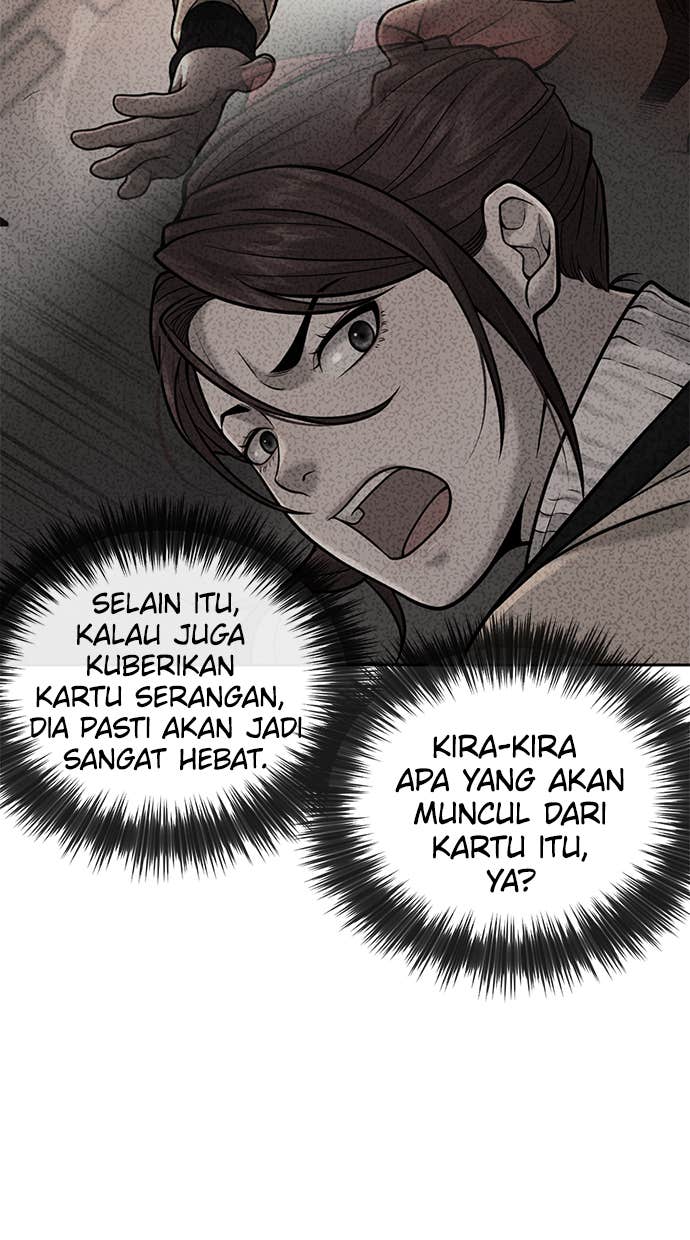 SELAIN ITU,
KALAU JUGA
KUBERIKAN
KARTU SERANGAN,
DIA PASTI AKAN JADI
SANGAT HEBAT.
KIRA-KIRA
APA YANG AKAN
MUNCUL DARI
KARTU ITU,
YA?